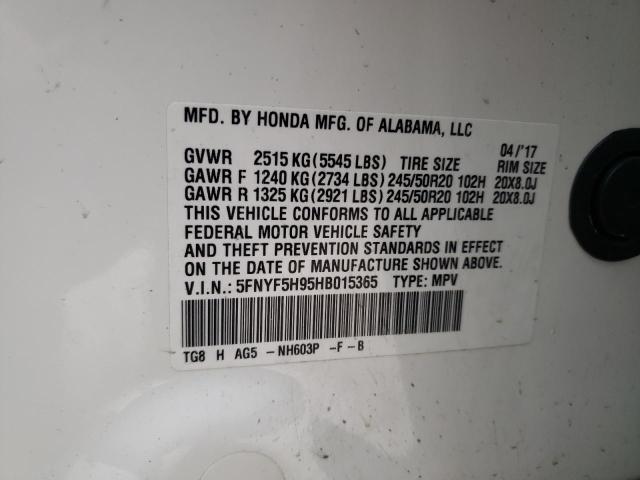 MFD. BY HONDA MFG. OF ALABAMA, LLC 04/'17
GVWR 2515 KG(5545 LBS) TIRE SIZE RIM SIZE
GAWR F 1240 KG(2734 LBS)245/50R20 102H 20X8.0J
GAWR R 1325 KG(2921 LBS)245/50R20 102H 20X8.0J
THIS VEHICLE CONFORMS TO ALL APPLICABLE
FEDERAL MOTOR VEHICLE SAFETY
AND THEFT PREVENTION STANDARDS IN EFFECT
ON THE DATE OF MANUFACTURE SHOWN ABOVE.
V.I.N.: 5FNYF5H95HB015365 TYPE: MPV
TG8 H AG5 -NH603P -F-B